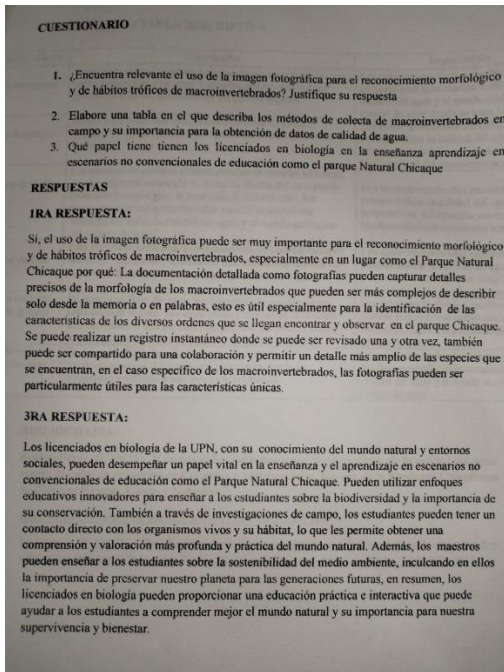 CUESTIONARIO
1. ¿Encuentra relevante el uso de la imagen fotográfica para el reconocimiento morfológico
y de hábitos tróficos de macroinvertebrados? Justifique su respuesta
2. Elabore una tabla en el que describa los métodos de colecta de macroinvertebrados en
campo y su importancia para la obtención de datos de calidad de agua.
3. Qué papel tiene tienen los licenciados en biología en la enseñanza aprendizaje en
escenarios no convencionales de educación como el parque Natural Chicaque
RESPUESTAS
1RA RESPUESTA:
Si, el uso de la imagen fotográfica puede ser muy importante para el reconocimiento morfológico
y de hábitos tróficos de macroinvertebrados, especialmente en un lugar como el Parque Natural
Chicaque por qué: La documentación detallada como fotografías pueden capturar detalles
precisos de la morfología de los macroinvertebrados que pueden ser más complejos de describir
solo desde la memoria o en palabras, esto es útil especialmente para la identificación de las
características de los diversos ordenes que se llegan encontrar y observar en el parque Chicaque.
Se puede realizar un registro instantáneo donde se puede ser revisado una y otra vez, también
puede ser compartido para una colaboración y permitir un detalle más amplio de las especies que
se encuentran, en el caso específico de los macroinvertebrados, las fotografías pueden ser
particularmente útiles para las características únicas.
3RA RESPUESTA:
Los licenciados en biología de la UPN, con su conocimiento del mundo natural y entornos
sociales, pueden desempeñar un papel vital en la enseñanza y el aprendizaje en escenarios no
convencionales de educación como el Parque Natural Chicaque. Pueden utilizar enfoques
educativos innovadores para enseñar a los estudiantes sobre la biodiversidad y la importancia de
su conservación. También a través de investigaciones de campo, los estudiantes pueden tener un
contacto directo con los organismos vivos y su hábitat, lo que les permite obtener una
comprensión y valoración más profunda y práctica del mundo natural. Además, los maestros
pueden enseñar a los estudiantes sobre la sostenibilidad del medio ambiente, inculcando en ellos
la importancia de preservar nuestro planeta para las generaciones futuras, en resumen, los
licenciados en biología pueden proporcionar una educación práctica e interactiva que puede
ayudar a los estudiantes a comprender mejor el mundo natural y su importancia para nuestra
supervivencia y bienestar.